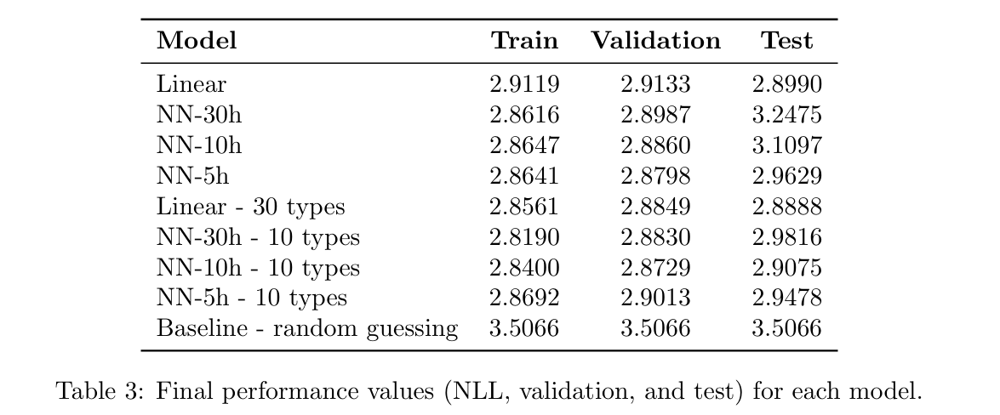 Model Train Validation Test
Linear 2.9119 2.9133 2.8990
NN-30h 2.8616 2.8987 3.2475
NN-10h 2.8647 2.8860 3.1097
NN-5h 2.8641 2.8798 2.9629
Linear - 30 types 2.8561 2.8849 2.8888
NN-30h - 10 types 2.8190 2.8830 2.9816
NN-10h - 10 types 2.8400 2.8729 2.9075
NN-5h - 10 types 2.8692 2.9013 2.9478
Baseline - random guessing 3.5066 3.5066 3.5066
Table 3: Final performance values (NLL, validation, and test) for each model.